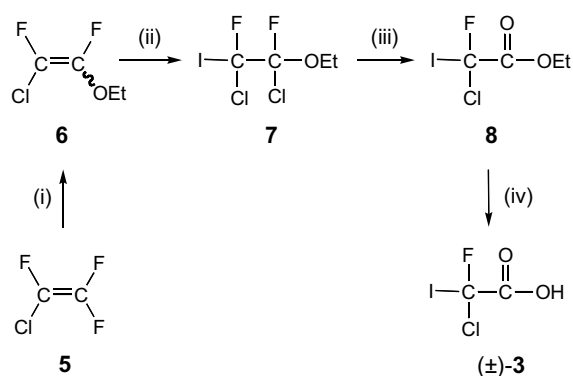 F F (ii) F F (iii) F O
C C I C C OEt I C C OEt
Cl OEt Cl Cl Cl
6 7 8
(i) (iv)
F F F O
C C I C C OH
Cl F Cl
5 (±)-3